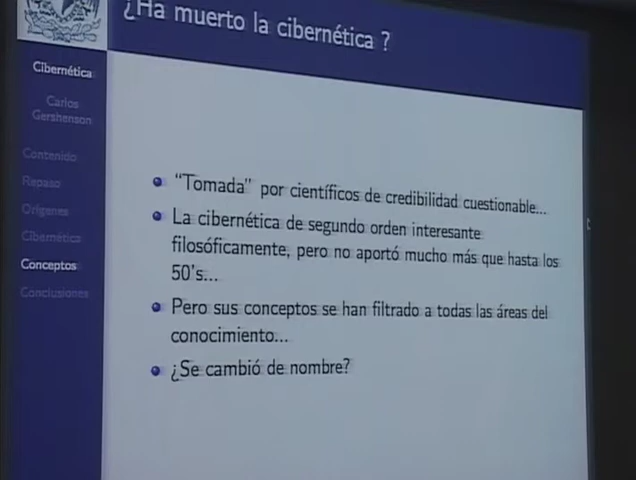 ¿Ha muerto la cibernética ?
Cibernética
Carlos
Gershenson
Contenido
Repaso
Orígenes
Cibernética
Conceptos
Conclusiones
"Tomada" por científicos de credibilidad cuestionable...
La cibernética de segundo orden interesante
filosóficamente, pero no aportó mucho más que hasta los
50's...
Pero sus conceptos se han filtrado a todas las áreas del
conocimiento...
¿Se cambió de nombre?